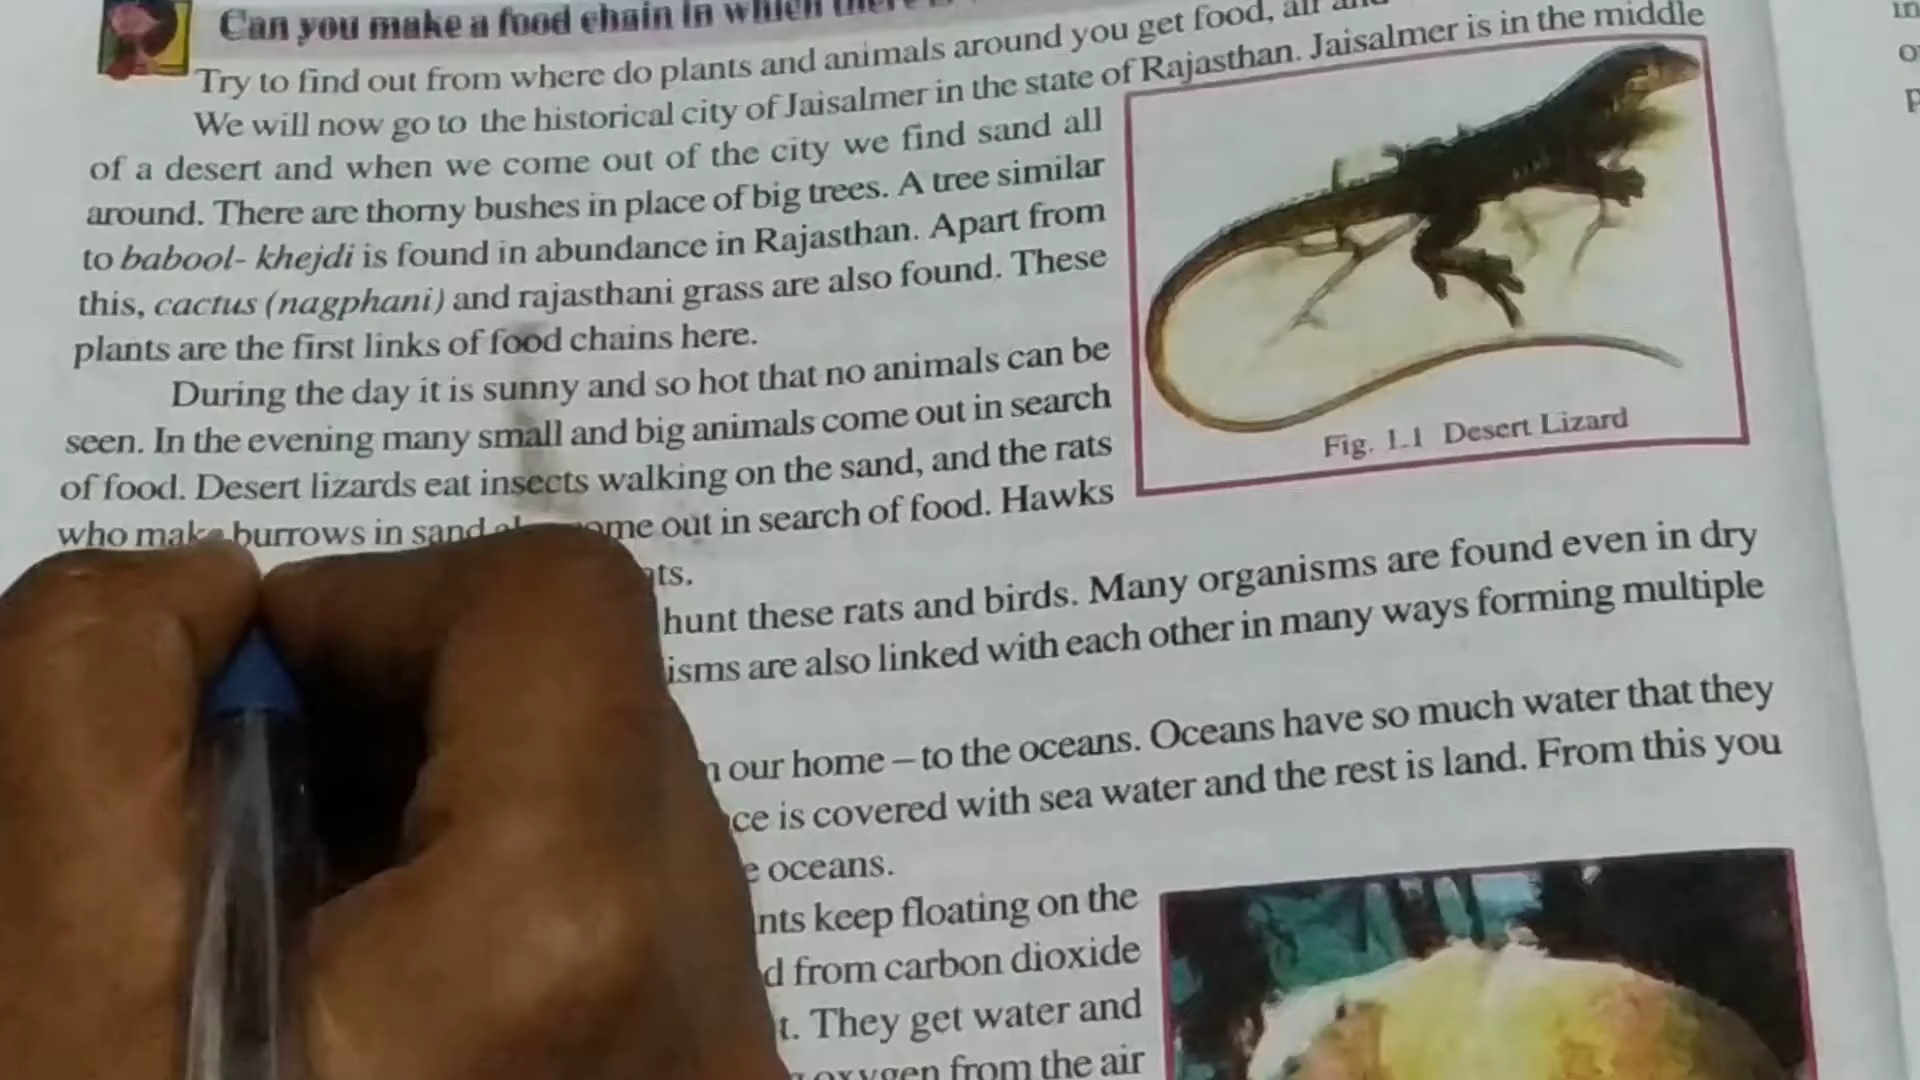 Can you make a food chain in which there
Try to find out from where do plants and animals around you get food, air and
We will now go to the historical city of Jaisalmer in the state of Rajasthan. Jaisalmer is in the middle
of a desert and when we come out of the city we find sand all
around. There are thorny bushes in place of big trees. A tree similar
to babool- khejdi is found in abundance in Rajasthan. Apart from
this, cactus (nagphani) and rajasthani grass are also found. These
plants are the first links of food chains here.
During the day it is sunny and so hot that no animals can be
seen. In the evening many small and big animals come out in search
of food. Desert lizards eat insects walking on the sand, and the rats
who make burrows in sand come out in search of food. Hawks
hunt these rats and birds. Many organisms are found even in dry
are also linked with each other in many ways forming multiple
our home – to the oceans. Oceans have so much water that they
is covered with sea water and the rest is land. From this you
oceans.
keep floating on the
from carbon dioxide
They get water and
oxygen from the air
Fig. 1.1 Desert Lizard